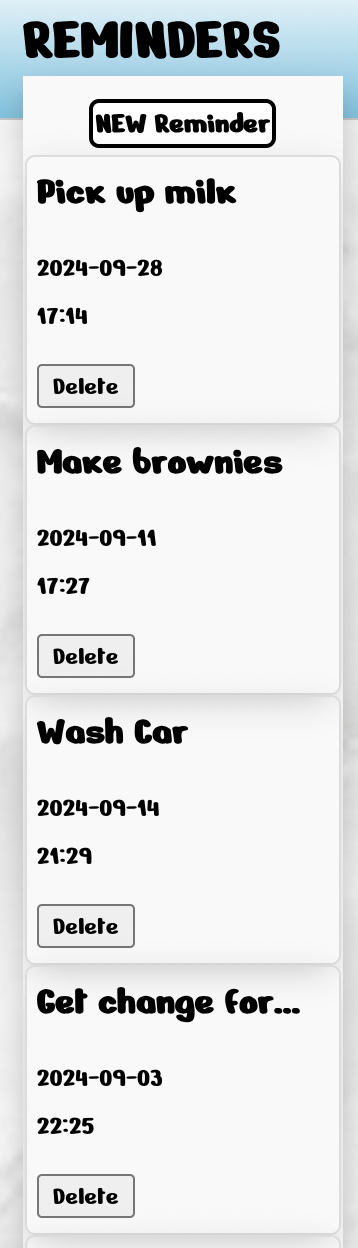 REMINDERS
NEW Reminder
Pick up milk
2024-09-28
17:14
Delete
Make brownies
2024-09-11
17:27
Delete
Wash Car
2024-09-14
21:29
Delete
Get change for...
2024-09-03
22:25
Delete